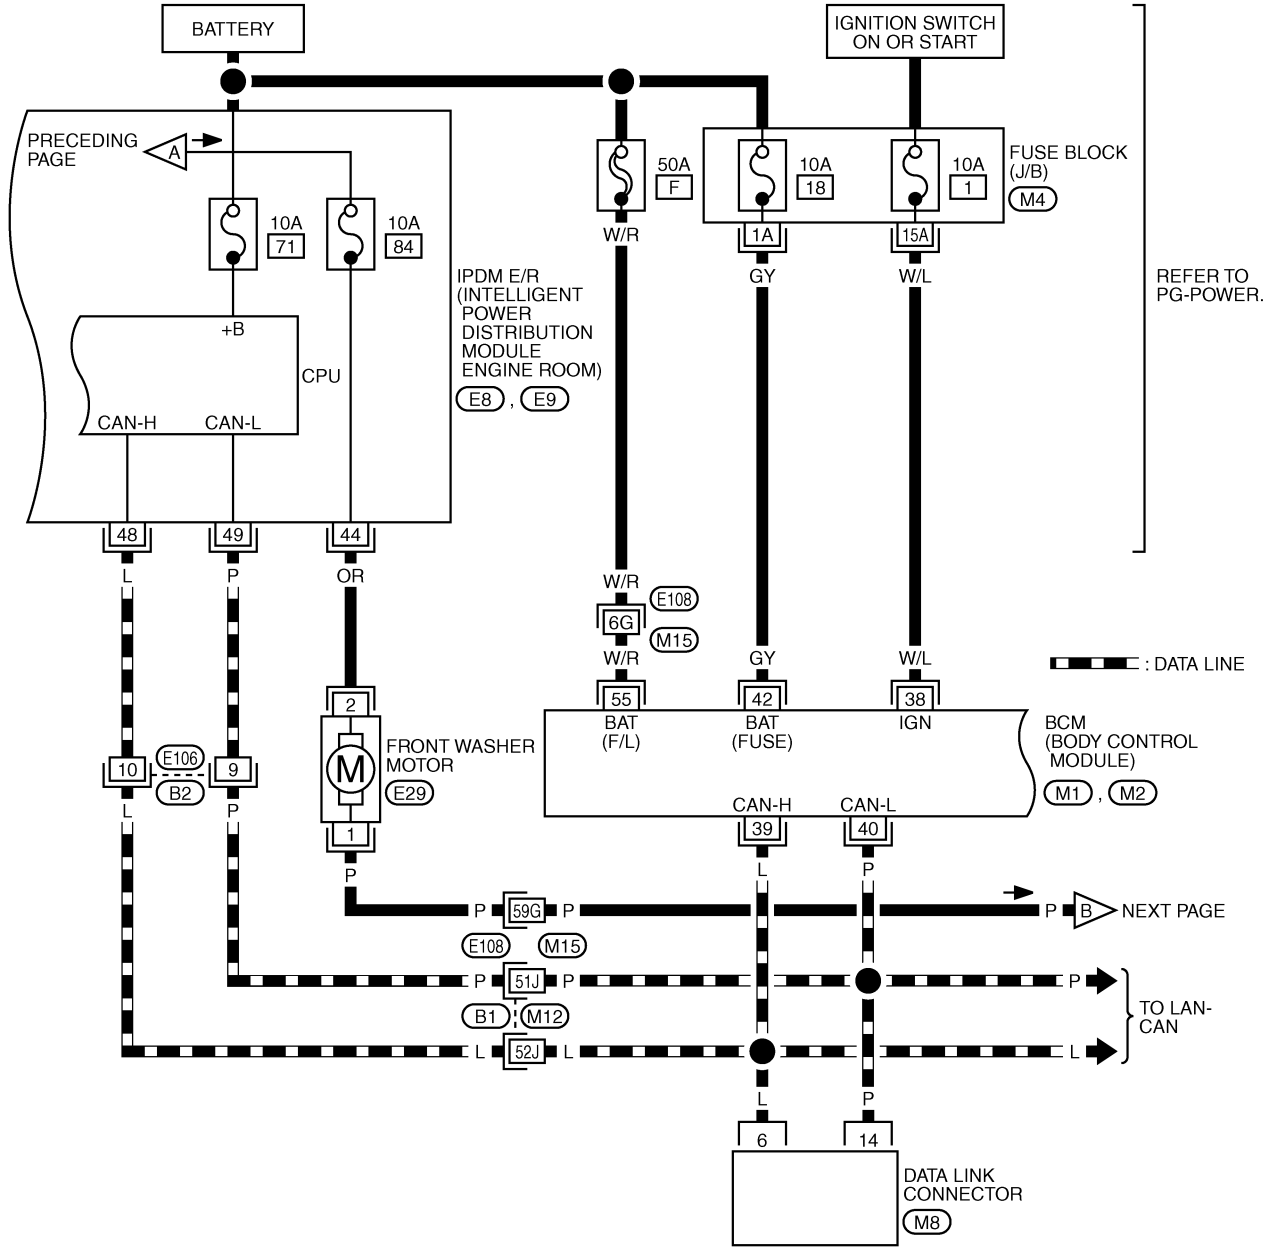 BATTERY
IGNITION SWITCH
ON OR START
PRECEDING
PAGE
A
10A
71
10A
84
50A
F
10A
18
10A
1
FUSE BLOCK
(J/B)
M4
W/R
1A
15A
GY
W/L
REFER TO
PG-POWER.
IPDM E/R
(INTELLIGENT
POWER
DISTRIBUTION
MODULE
ENGINE ROOM)
E8 , E9
+B
CPU
CAN-H
CAN-L
48
49
44
L
P
OR
W/R
E108
6G
M15
W/R
GY
W/L
: DATA LINE
2
55
42
38
BAT
(F/L)
BAT
(FUSE)
IGN
BCM
(BODY CONTROL
MODULE)
M1 , M2
FRONT WASHER
MOTOR
E29
M
10
E106
B2
9
L
P
1
P
CAN-H
CAN-L
39
40
L
P
P
59G
P
P
B
NEXT PAGE
E108
M15
P
51J
P
P
B1
M12
TO LAN-
CAN
L
52J
L
L
L
P
6
14
DATA LINK
CONNECTOR
M8